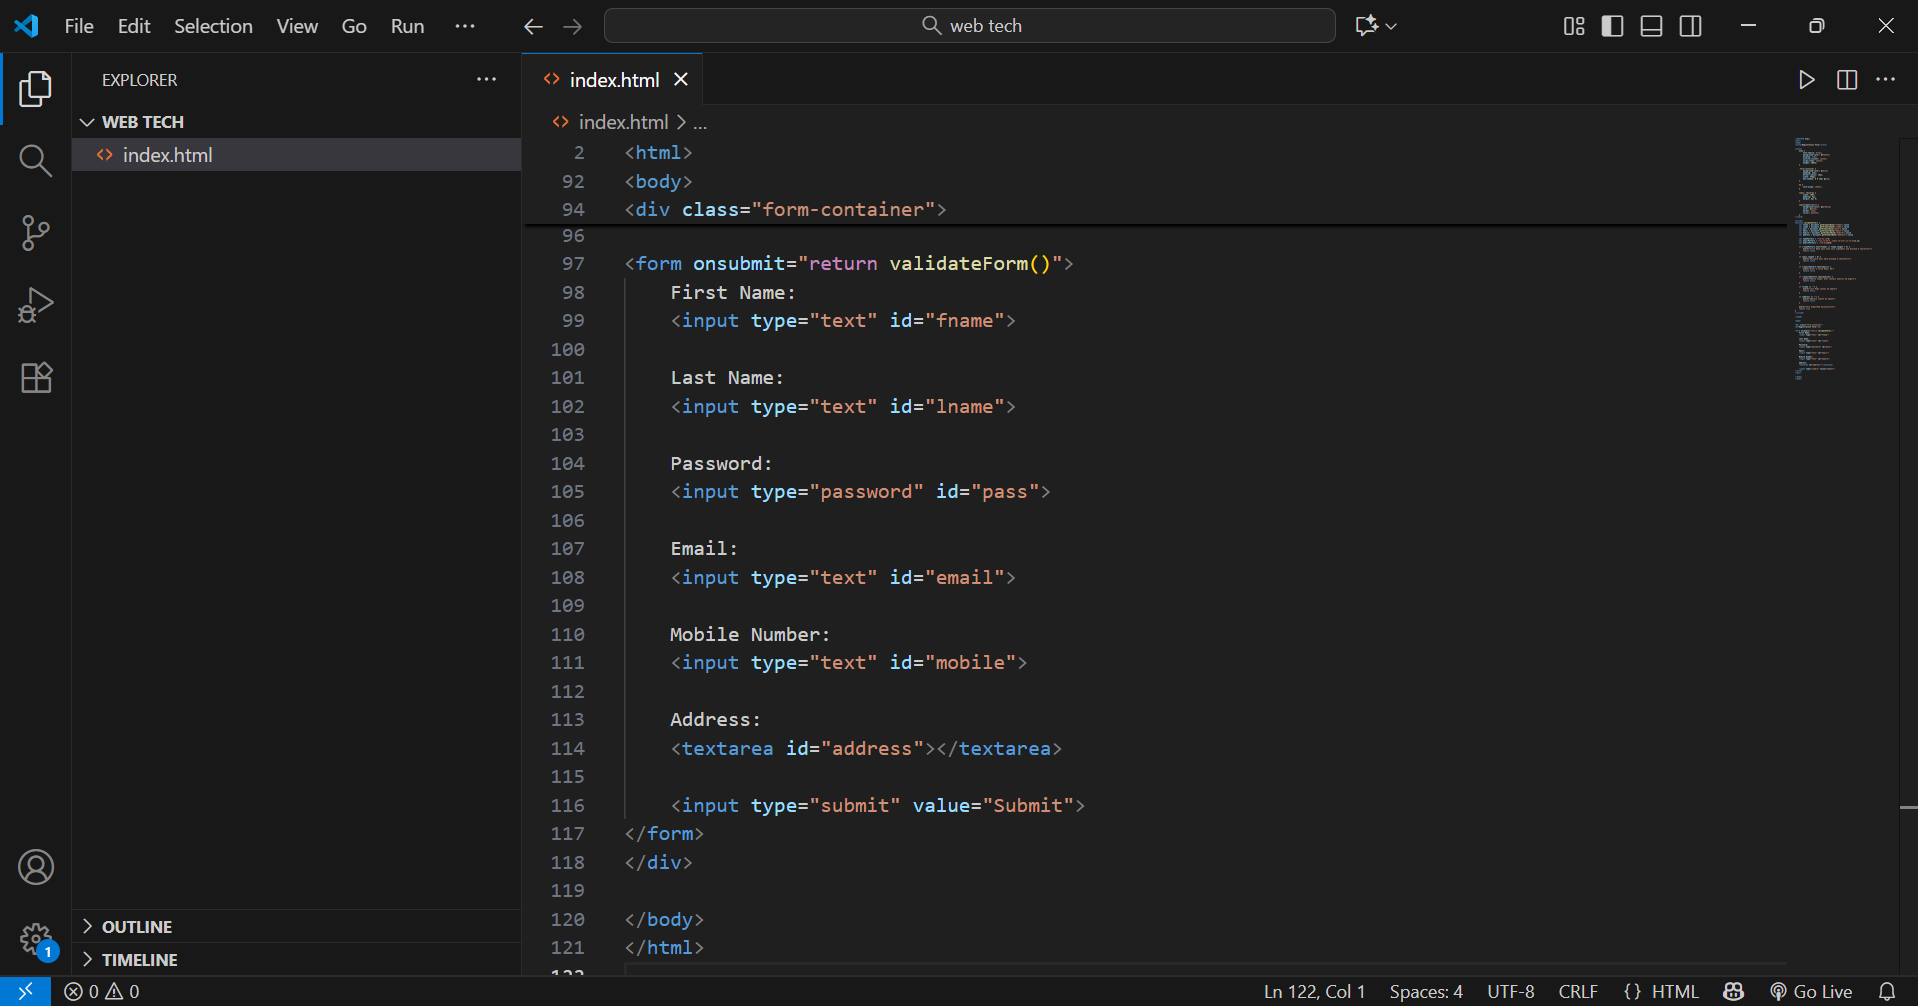 File Edit Selection View Go Run ··· web tech
EXPLORER ···
WEB TECH
index.html
index.html
index.html > ...
2 <html>
92 <body>
94 <div class="form-container">
96
97 <form onsubmit="return validateForm()">
98 First Name:
99 <input type="text" id="fname">
100
101 Last Name:
102 <input type="text" id="lname">
103
104 Password:
105 <input type="password" id="pass">
106
107 Email:
108 <input type="text" id="email">
109
110 Mobile Number:
111 <input type="text" id="mobile">
112
113 Address:
114 <textarea id="address"></textarea>
115
116 <input type="submit" value="Submit">
117 </form>
118 </div>
119
120 </body>
121 </html>
122
OUTLINE
TIMELINE
1
0 0 Ln 122, Col 1 Spaces: 4 UTF-8 CRLF {} HTML Go Live